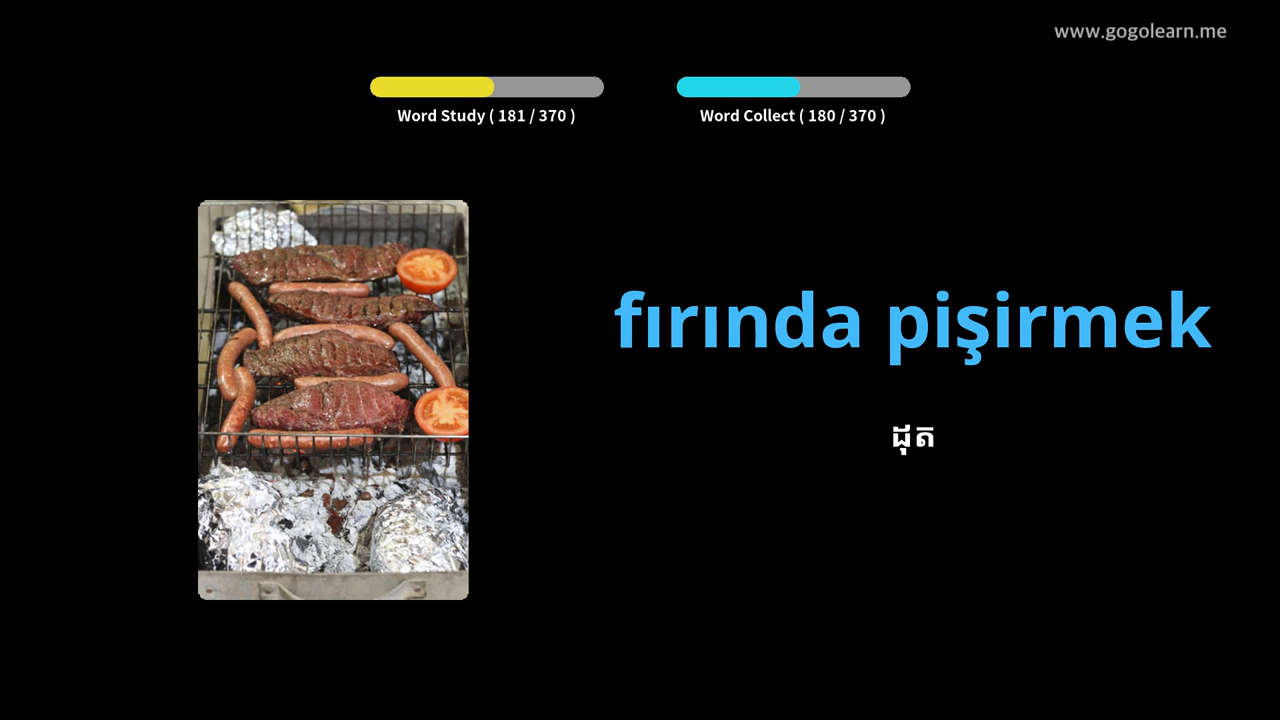 www.gogolearn.me
Word Study ( 181 / 370 )
Word Collect ( 180 / 370 )
fırında pişirmek
ដុត